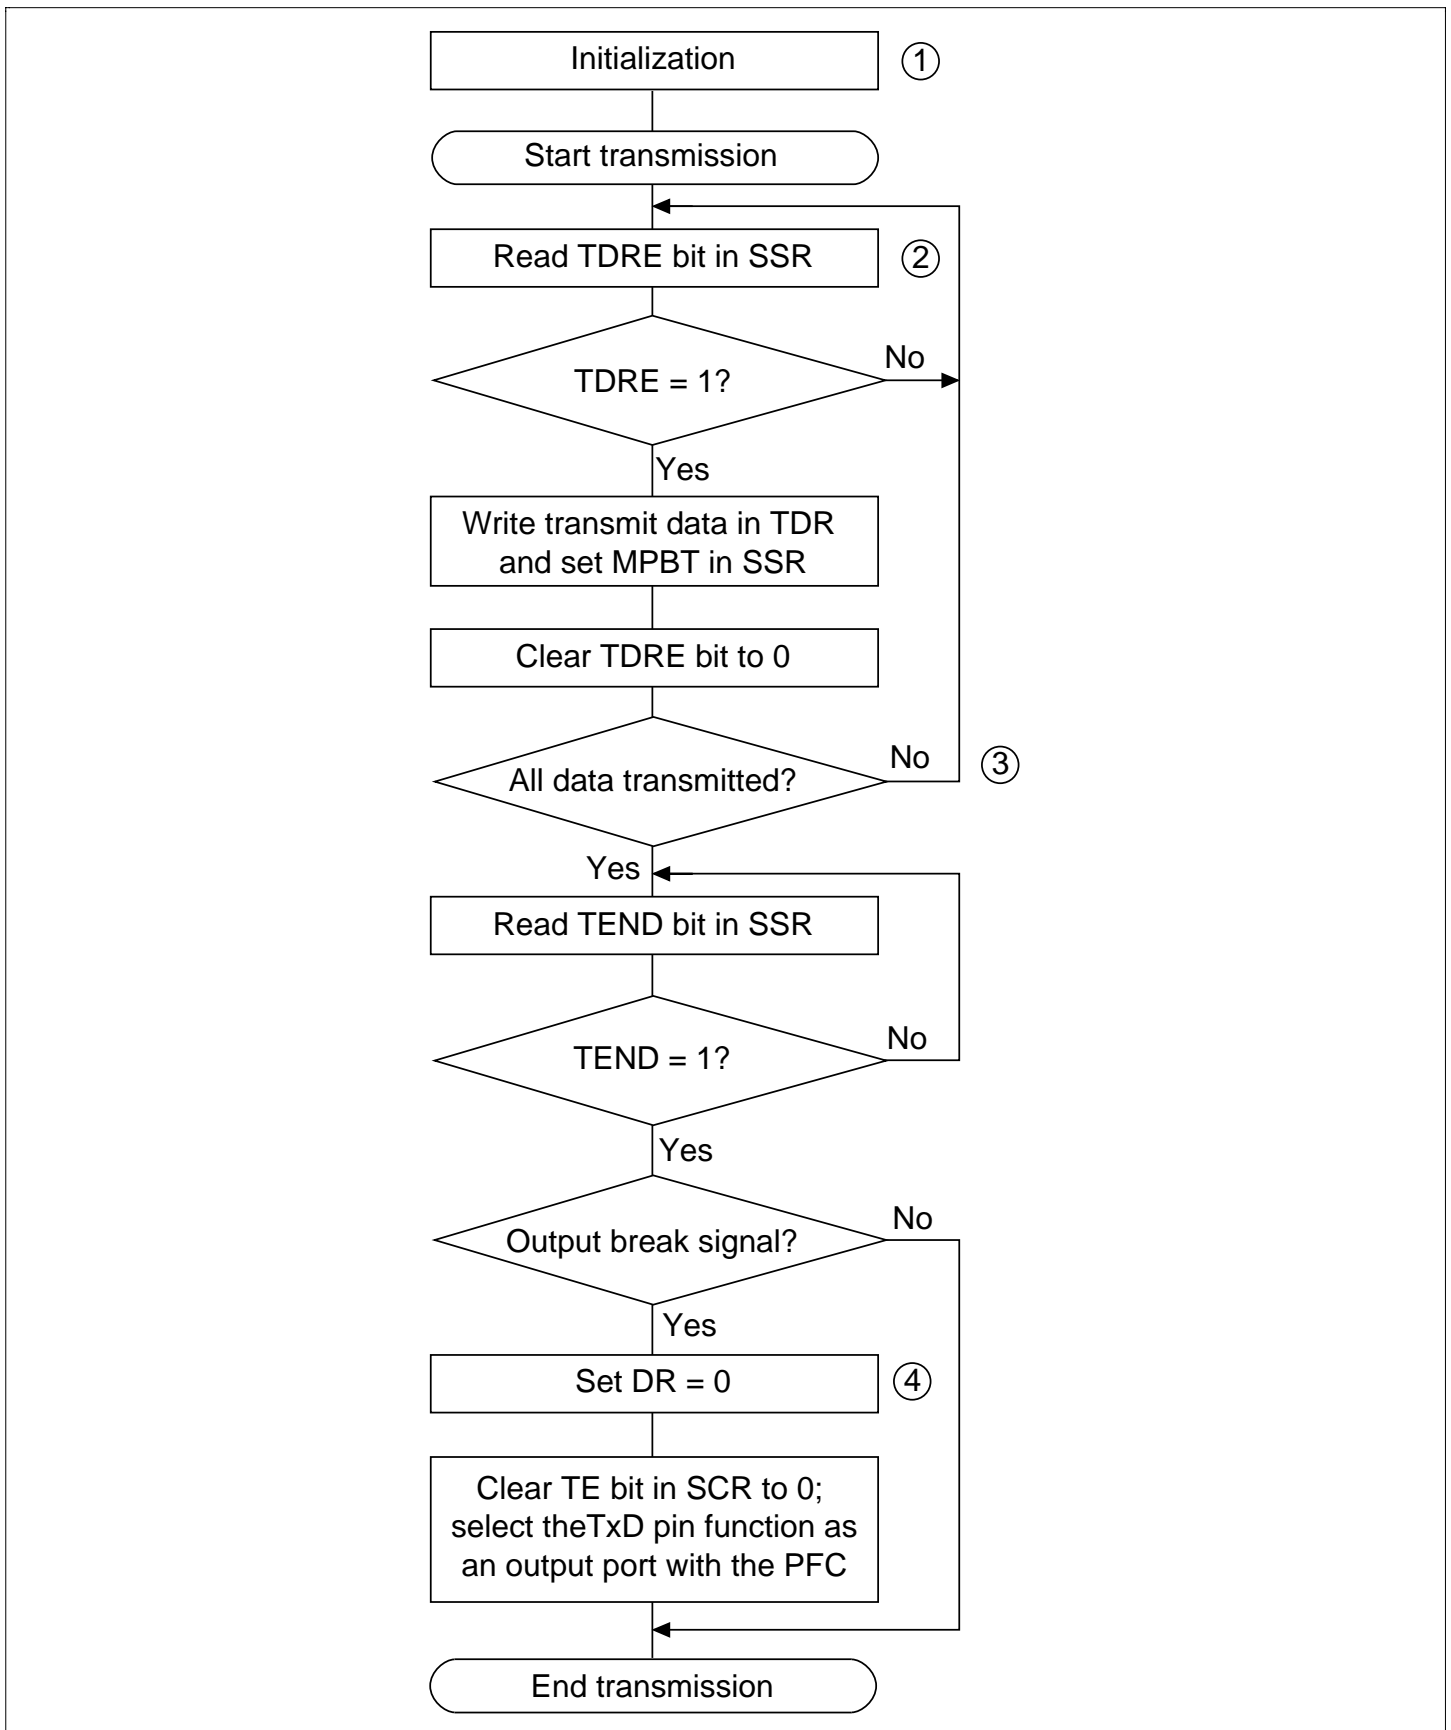 Initialization
①
Start transmission
Read TDRE bit in SSR
②
TDRE = 1?
No
Yes
Write transmit data in TDR
and set MPBT in SSR
Clear TDRE bit to 0
All data transmitted?
No
③
Yes
Read TEND bit in SSR
TEND = 1?
No
Yes
Output break signal?
No
Yes
Set DR = 0
④
Clear TE bit in SCR to 0;
select theTxD pin function as
an output port with the PFC
End transmission